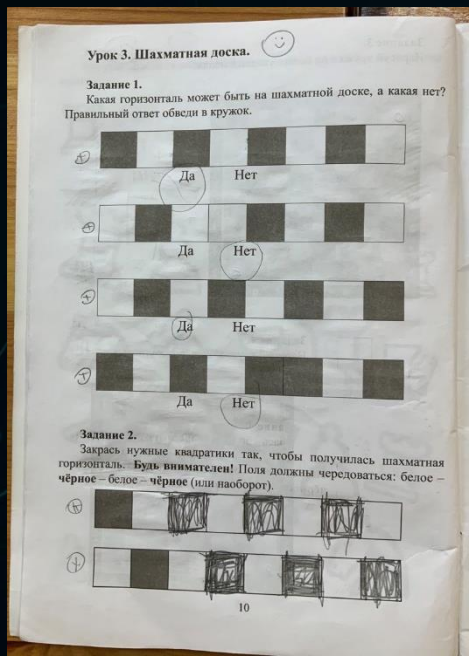 Урок 3. Шахматная доска.
Задание 1.
Какая горизонталь может быть на шахматной доске, а какая нет?
Правильный ответ обведи в кружок.
Да Нет
Да Нет
Да Нет
Да Нет
Задание 2.
Закрась нужные квадратики так, чтобы получилась шахматная
горизонталь. Будь внимателен! Поля должны чередоваться: белое –
чёрное – белое – чёрное (или наоборот).
10